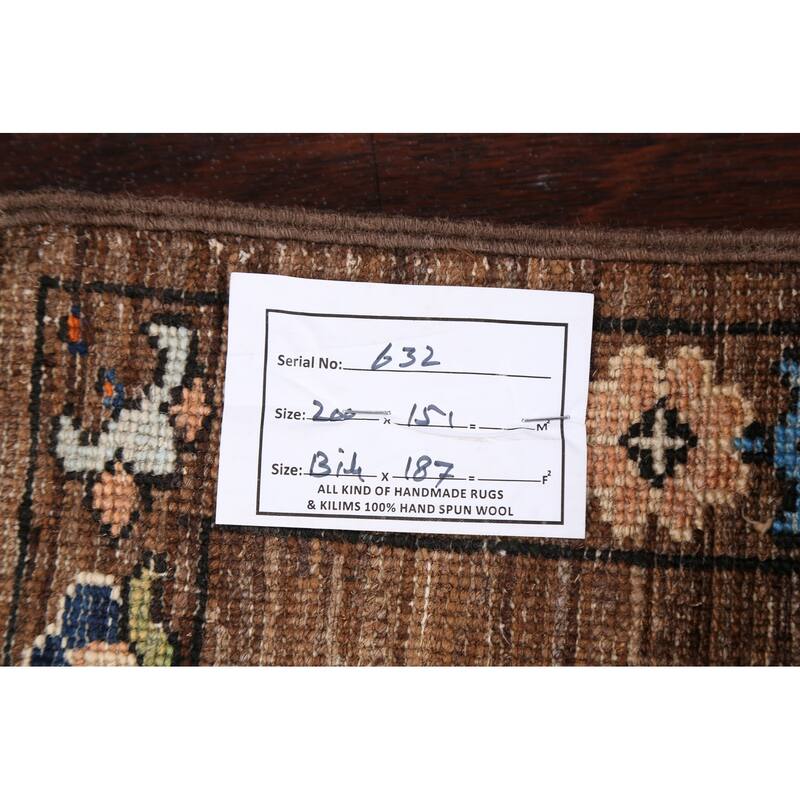 Serial No: 632
Size: 200 x 151 = M²
Size: x 187 = F²
ALL KIND OF HANDMADE RUGS
& KILIMS 100% HAND SPUN WOOL